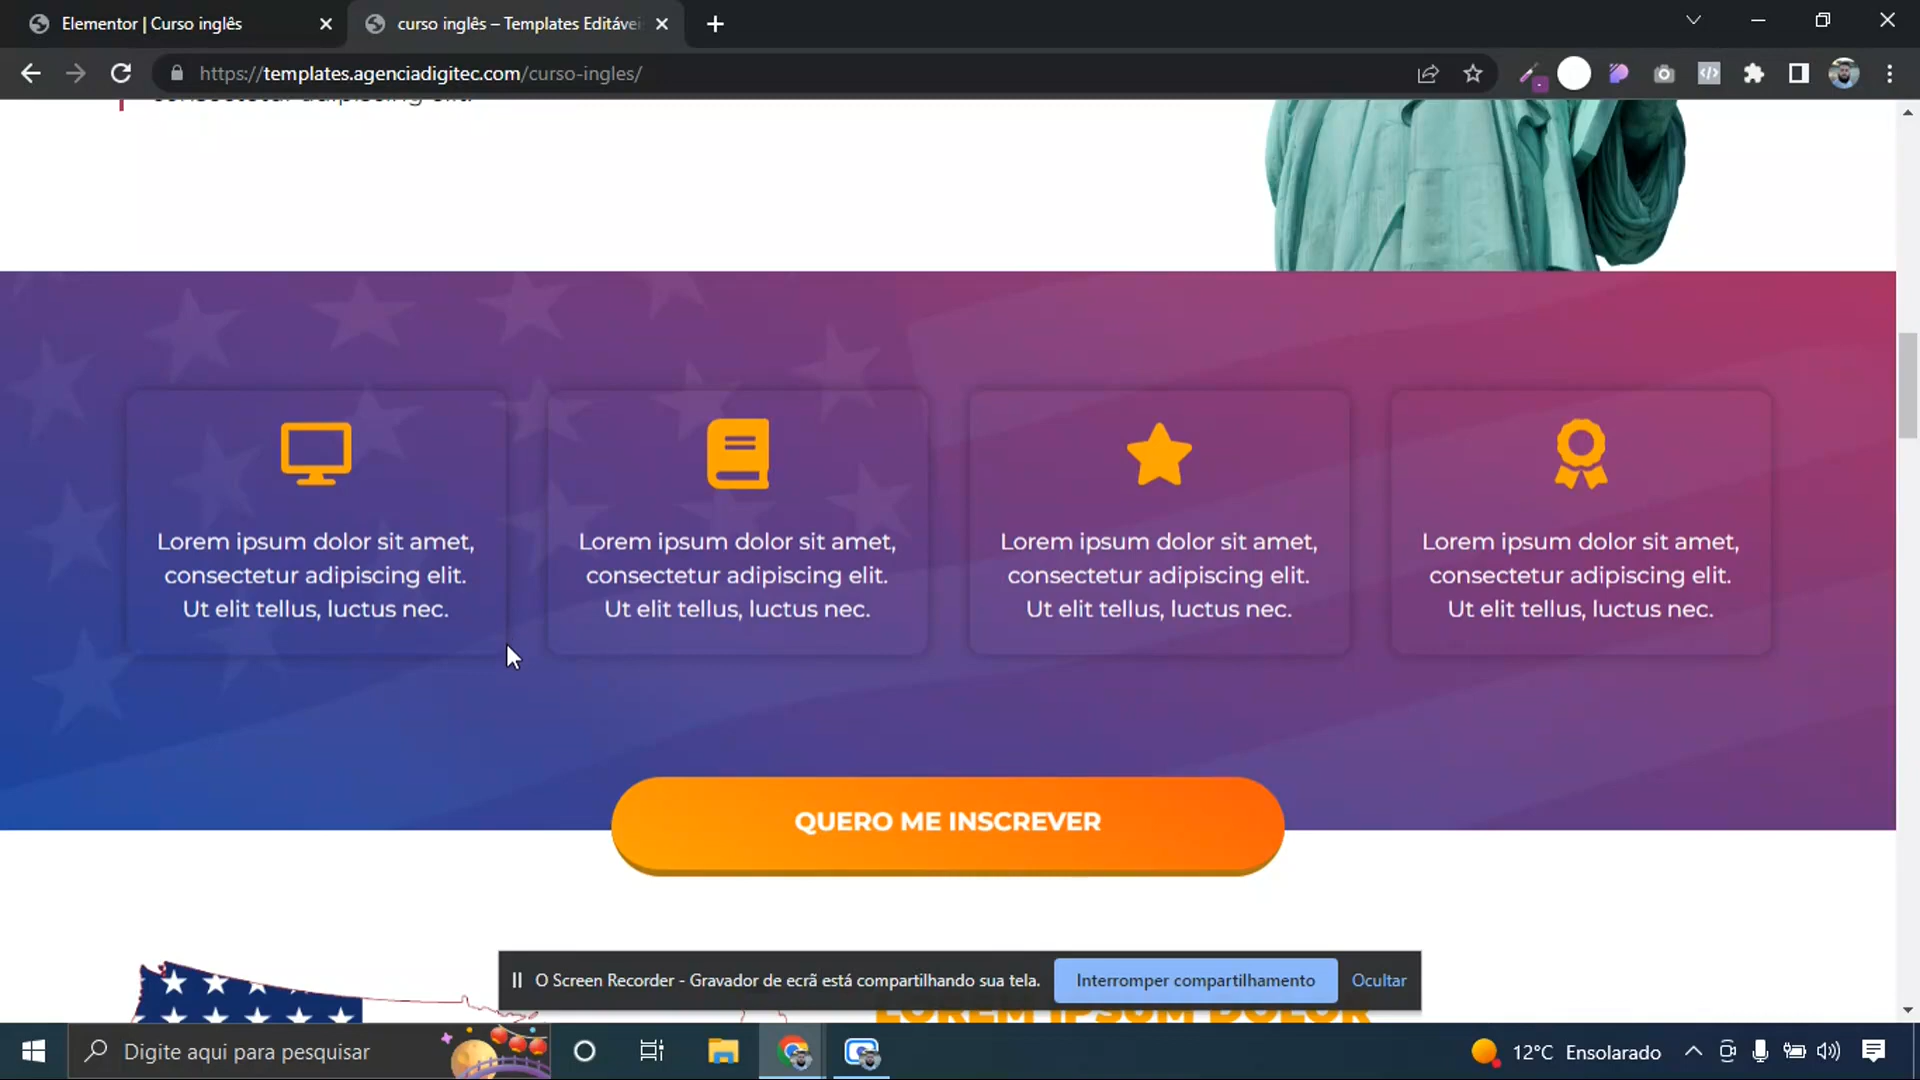 Elementor | Curso inglês
curso inglês – Templates Editávei
https://templates.agenciadigitec.com/curso-ingles/
consectetur adipiscing elit.
Lorem ipsum dolor sit amet,
consectetur adipiscing elit.
Ut elit tellus, luctus nec.
Lorem ipsum dolor sit amet,
consectetur adipiscing elit.
Ut elit tellus, luctus nec.
Lorem ipsum dolor sit amet,
consectetur adipiscing elit.
Ut elit tellus, luctus nec.
Lorem ipsum dolor sit amet,
consectetur adipiscing elit.
Ut elit tellus, luctus nec.
QUERO ME INSCREVER
O Screen Recorder - Gravador de ecrã está compartilhando sua tela.
Interromper compartilhamento
Ocultar
LOREM IPSUM DOLOR
Digite aqui para pesquisar
12°C Ensolarado